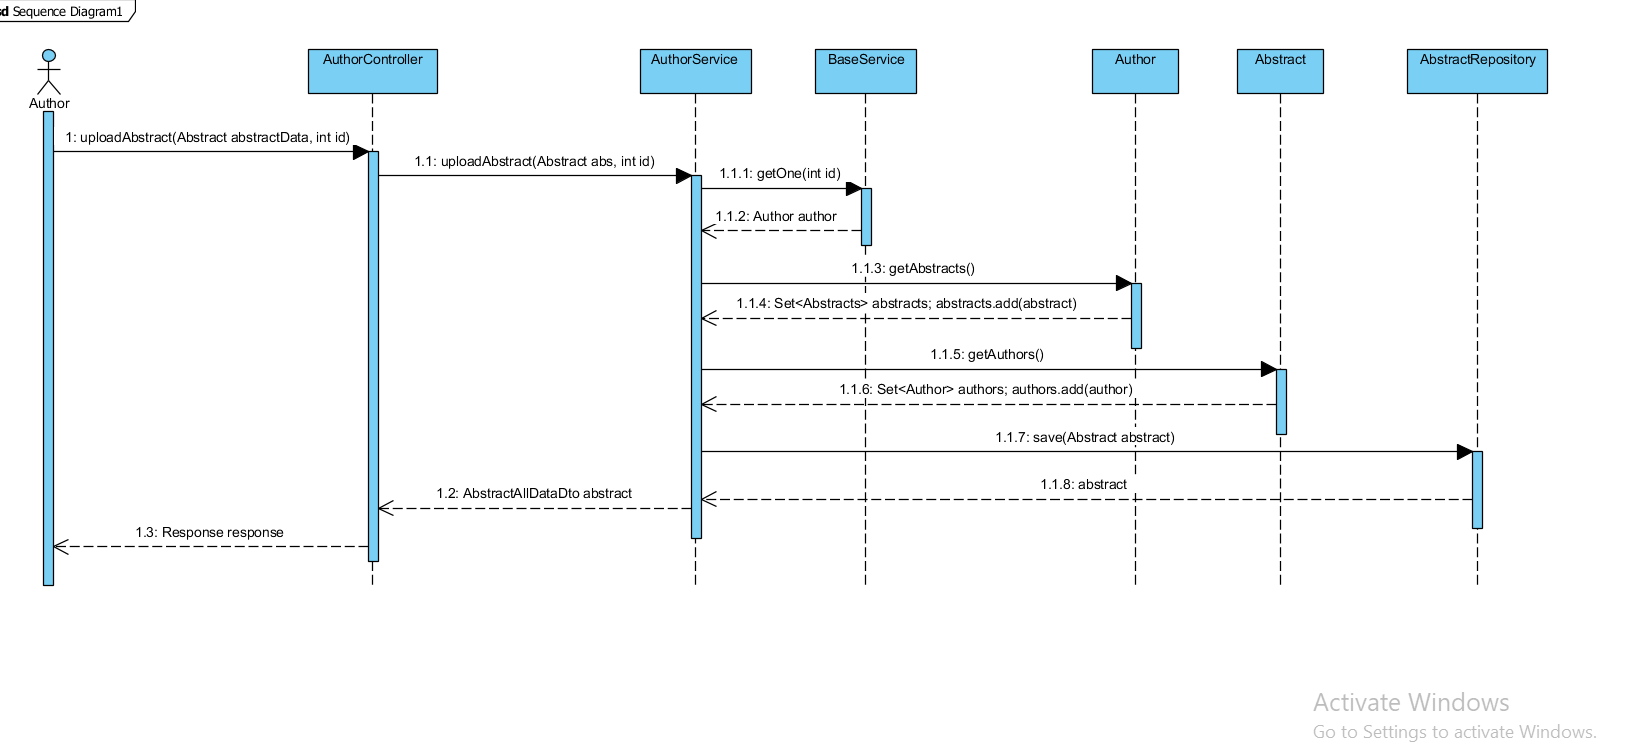 sd Sequence Diagram1
AuthorController
AuthorService
BaseService
Author
Abstract
AbstractRepository
Author
1: uploadAbstract(Abstract abstractData, int id)
1.1: uploadAbstract(Abstract abs, int id)
1.1.1: getOne(int id)
1.1.2: Author author
1.1.3: getAbstracts()
1.1.4: Set<Abstracts> abstracts; abstracts.add(abstract)
1.1.5: getAuthors()
1.1.6: Set<Author> authors; authors.add(author)
1.1.7: save(Abstract abstract)
1.1.8: abstract
1.2: AbstractAllDataDto abstract
1.3: Response response
Activate Windows
Go to Settings to activate Windows.